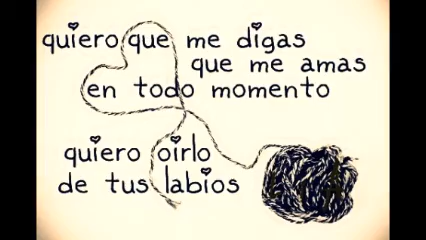 quiero que me digas
que me amas
en todo momento
quiero oirlo
de tus labios